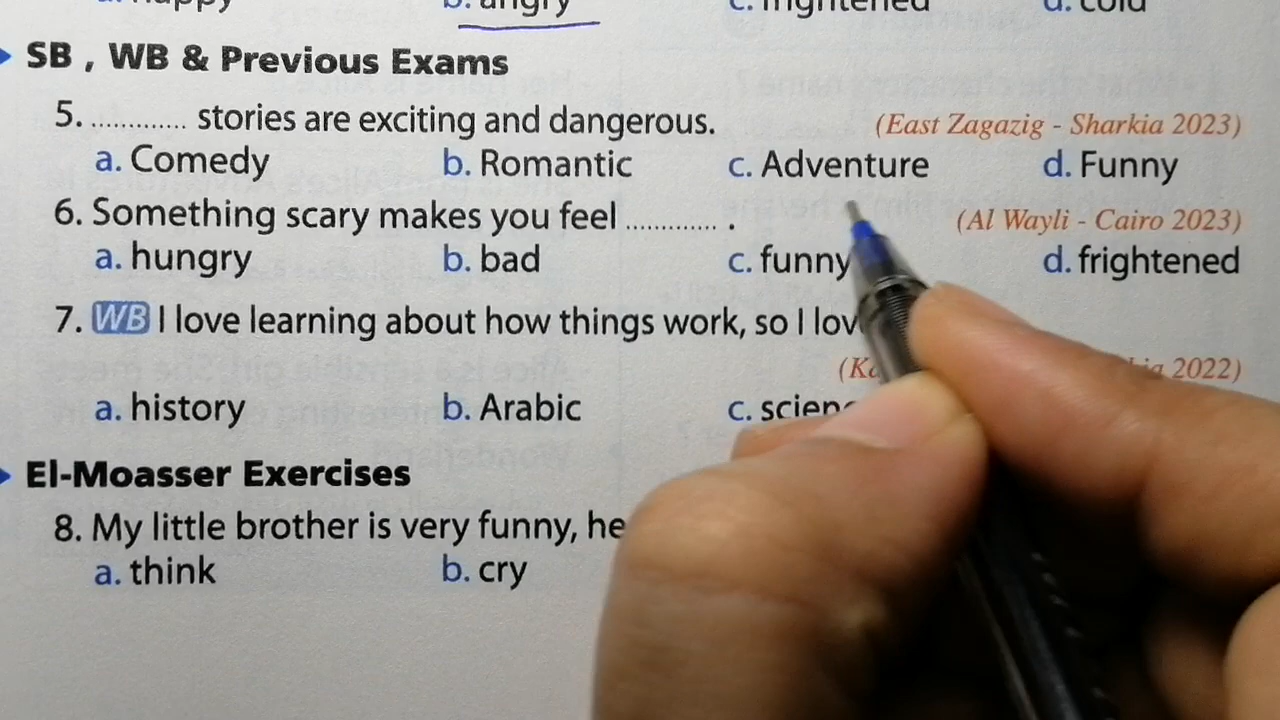 b. angry c. frightened d. cold
SB , WB & Previous Exams
5. ............. stories are exciting and dangerous. (East Zagazig - Sharkia 2023)
a. Comedy b. Romantic c. Adventure d. Funny
6. Something scary makes you feel ............. . (Al Wayli - Cairo 2023)
a. hungry b. bad c. funny d. frightened
7. WB I love learning about how things work, so I
2022)
a. history b. Arabic
El-Moasser Exercises
8. My little brother is very funny, he
a. think b. cry